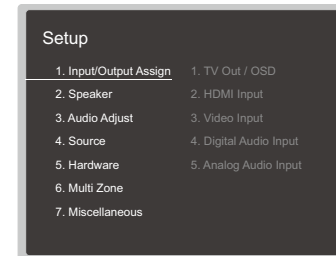 Setup
1. Input/Output Assign
2. Speaker
3. Audio Adjust
4. Source
5. Hardware
6. Multi Zone
7. Miscellaneous
1. TV Out / OSD
2. HDMI Input
3. Video Input
4. Digital Audio Input
5. Analog Audio Input